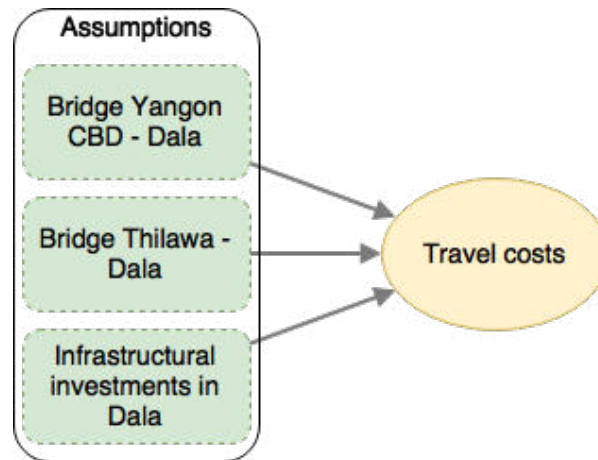 Assumptions
Bridge Yangon
CBD - Dala
Bridge Thilawa -
Dala
Travel costs
Infrastructural
investments in
Dala